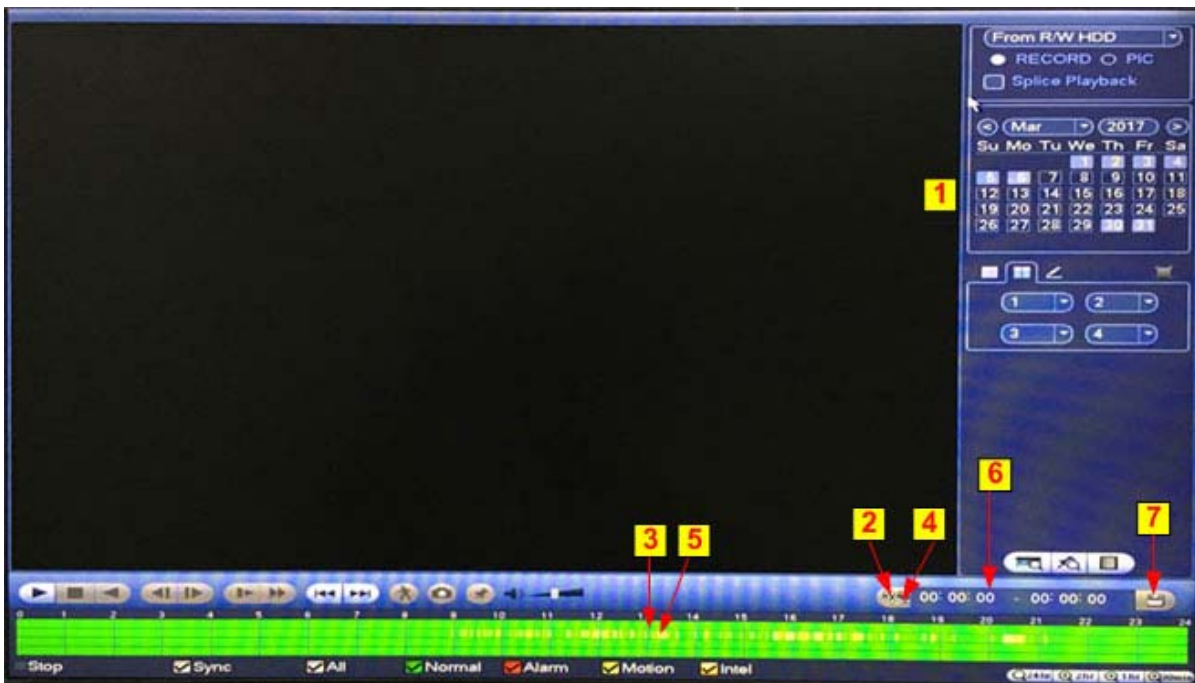 From R/W HDD
RECORD PIC
Splice Playback
Mar 2017
Su Mo Tu We Th Fr Sa
1 2 3 4
5 6 7 8 9 10 11
12 13 14 15 16 17 18
19 20 21 22 23 24 25
26 27 28 29 30 31
1
1 2
3 4
6
7
2 4
3 5
00: 00: 00 - 00: 00: 00
0 1 2 3 4 5 6 7 8 9 10 11 12 13 14 15 16 17 18 19 20 21 22 23 24
Stop Sync All Normal Alarm Motion Intel
24hr 2hr 1hr 30min